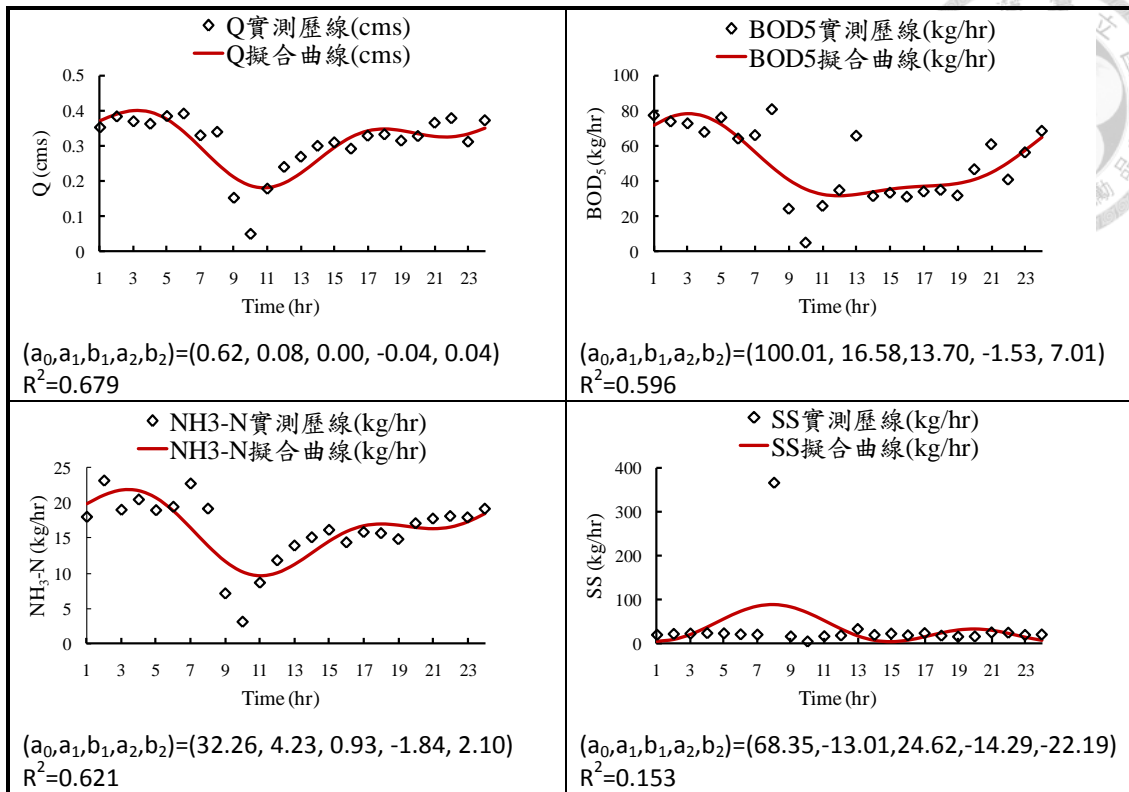 Q實測歷線(cms)
Q擬合曲線(cms)
Q (cms)
0.5
0.4
0.3
0.2
0.1
0
1 3 5 7 9 11 13 15 17 19 21 23
Time (hr)
(a₀,a₁,b₁,a₂,b₂)=(0.62, 0.08, 0.00, -0.04, 0.04)
R²=0.679
BOD5實測歷線(kg/hr)
BOD5擬合曲線(kg/hr)
BOD₅ (kg/hr)
100
80
60
40
20
0
1 3 5 7 9 11 13 15 17 19 21 23
Time (hr)
(a₀,a₁,b₁,a₂,b₂)=(100.01, 16.58,13.70, -1.53, 7.01)
R²=0.596
NH3-N實測歷線(kg/hr)
NH3-N擬合曲線(kg/hr)
NH₃-N (kg/hr)
25
20
15
10
5
0
1 3 5 7 9 11 13 15 17 19 21 23
Time (hr)
(a₀,a₁,b₁,a₂,b₂)=(32.26, 4.23, 0.93, -1.84, 2.10)
R²=0.621
SS實測歷線(kg/hr)
SS擬合曲線(kg/hr)
SS (kg/hr)
400
300
200
100
0
1 3 5 7 9 11 13 15 17 19 21 23
Time (hr)
(a₀,a₁,b₁,a₂,b₂)=(68.35,-13.01,24.62,-14.29,-22.19)
R²=0.153